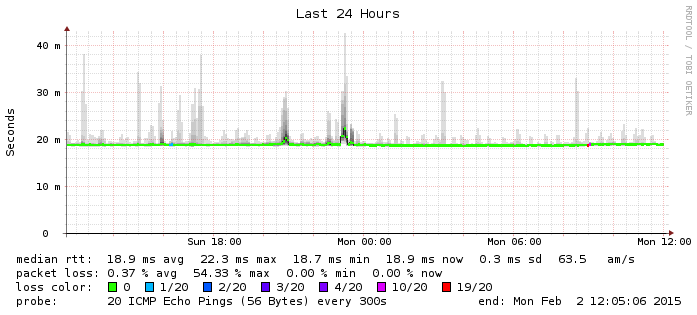 Last 24 Hours
RRDTOOL / TOBI OETIKER
Seconds
40 m
30 m
20 m
10 m
0
Sun 18:00 Mon 00:00 Mon 06:00 Mon 12:00
median rtt: 18.9 ms avg 22.3 ms max 18.7 ms min 18.9 ms now 0.3 ms sd 63.5 am/s
packet loss: 0.37 % avg 54.33 % max 0.00 % min 0.00 % now
loss color: 0 1/20 2/20 3/20 4/20 10/20 19/20
probe: 20 ICMP Echo Pings (56 Bytes) every 300s end: Mon Feb 2 12:05:06 2015